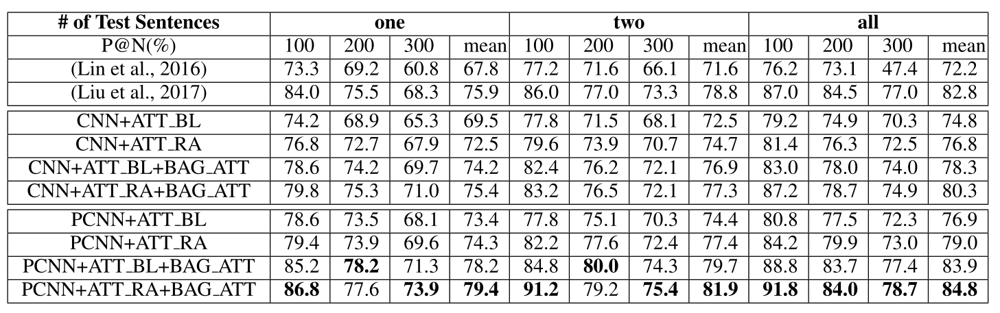 # of Test Sentences one two all
P@N(%) 100 200 300 mean 100 200 300 mean 100 200 300 mean
(Lin et al., 2016) 73.3 69.2 60.8 67.8 77.2 71.6 66.1 71.6 76.2 73.1 47.4 72.2
(Liu et al., 2017) 84.0 75.5 68.3 75.9 86.0 77.0 73.3 78.8 87.0 84.5 77.0 82.8
CNN+ATT_BL 74.2 68.9 65.3 69.5 77.8 71.5 68.1 72.5 79.2 74.9 70.3 74.8
CNN+ATT_RA 76.8 72.7 67.9 72.5 79.6 73.9 70.7 74.7 81.4 76.3 72.5 76.8
CNN+ATT_BL+BAG_ATT 78.6 74.2 69.7 74.2 82.4 76.2 72.1 76.9 83.0 78.0 74.0 78.3
CNN+ATT_RA+BAG_ATT 79.8 75.3 71.0 75.4 83.2 76.5 72.1 77.3 87.2 78.7 74.9 80.3
PCNN+ATT_BL 78.6 73.5 68.1 73.4 77.8 75.1 70.3 74.4 80.8 77.5 72.3 76.9
PCNN+ATT_RA 79.4 73.9 69.6 74.3 82.2 77.6 72.4 77.4 84.2 79.9 73.0 79.0
PCNN+ATT_BL+BAG_ATT 85.2 78.2 71.3 78.2 84.8 80.0 74.3 79.7 88.8 83.7 77.4 83.9
PCNN+ATT_RA+BAG_ATT 86.8 77.6 73.9 79.4 91.2 79.2 75.4 81.9 91.8 84.0 78.7 84.8